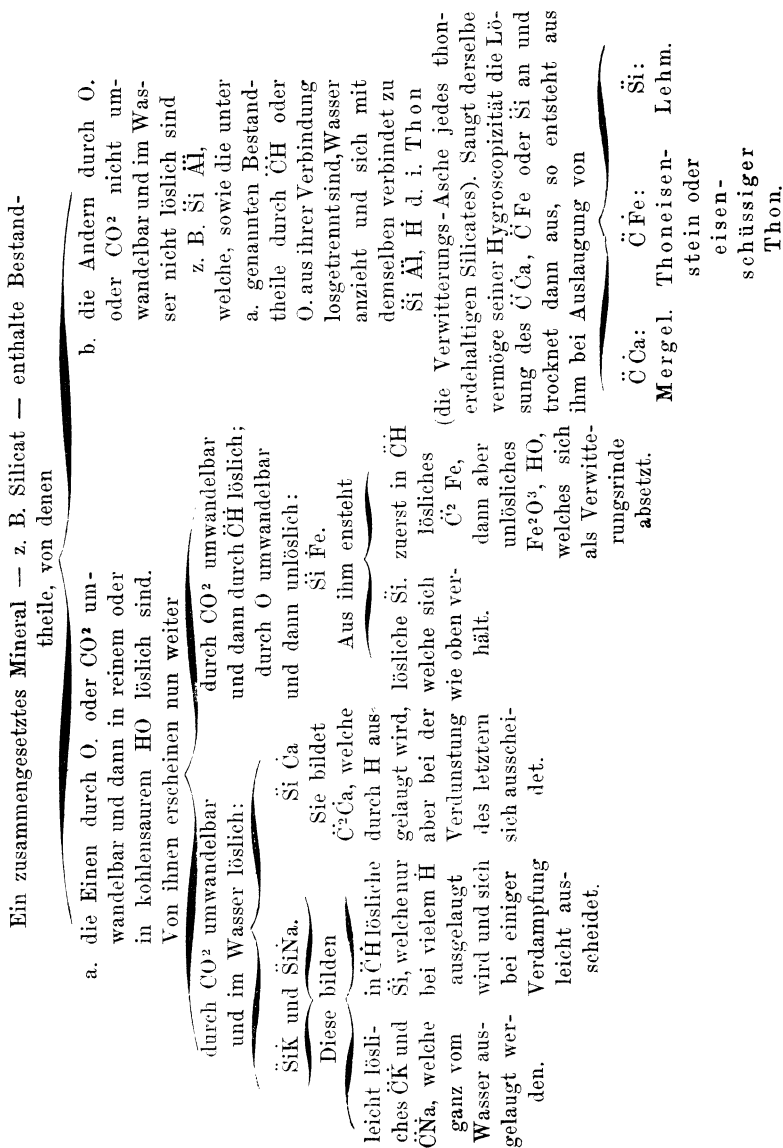 Ein zusammengesetztes Mineral — z. B. Silicat — enthalte Bestand-
theile, von denen
a. die Einen durch O. oder CO² um-
wandelbar und dann in reinem oder
in kohlensaurem HO löslich sind.
Von ihnen erscheinen nun weiter
durch CO² umwandelbar
und im Wasser löslich:
S̈iK̇ und S̈iNa.
Diese bilden
leicht lösli-
ches C̈K̇ und
C̈Na, welche
ganz vom
Wasser aus-
gelaugt wer-
den.
in C̈Ḣ lösliche
S̈i, welche nur
bei vielem Ḣ
ausgelaugt
wird und sich
bei einiger
Verdampfung
leicht aus-
scheidet.
S̈i Ċa
Sie bildet
C̈²Ċa, welche
durch H aus-
gelaugt wird,
aber bei der
Verdunstung
des letztern
sich ausschei-
det.
durch CO² umwandelbar
und dann durch C̈Ḣ löslich;
durch O umwandelbar
und dann unlöslich:
S̈i Ḟe.
Aus ihm ensteht
lösliche S̈i.
welche sich
wie oben ver-
hält.
zuerst in C̈Ḣ
lösliches
C̈² Fe,
dann aber
unlösliches
Fe²O³, HO,
welches sich
als Verwitte-
rungsrinde
absetzt.
b. die Andern durch O.
oder CO² nicht um-
wandelbar und im Was-
ser nicht löslich sind
z. B. S̈i Äl,
welche, sowie die unter
a. genannten Bestand-
theile durch C̈H oder
O. aus ihrer Verbindung
losgetrennt sind, Wasser
anzieht und sich mit
demselben verbindet zu
S̈i Äl, Ḣ d. i. Thon
(die Verwitterungs-Asche jedes thon-
erdehaltigen Silicates). Saugt derselbe
vermöge seiner Hygroscopizität die Lö-
sung des C̈ Ċa, C̈ Fe oder S̈i an und
trocknet dann aus, so entsteht aus
ihm bei Auslaugung von
C̈ Ċa:
Mergel.
C̈ Ḟe:
Thoneisen-
stein oder
eisen-
schüssiger
Thon.
S̈i:
Lehm.